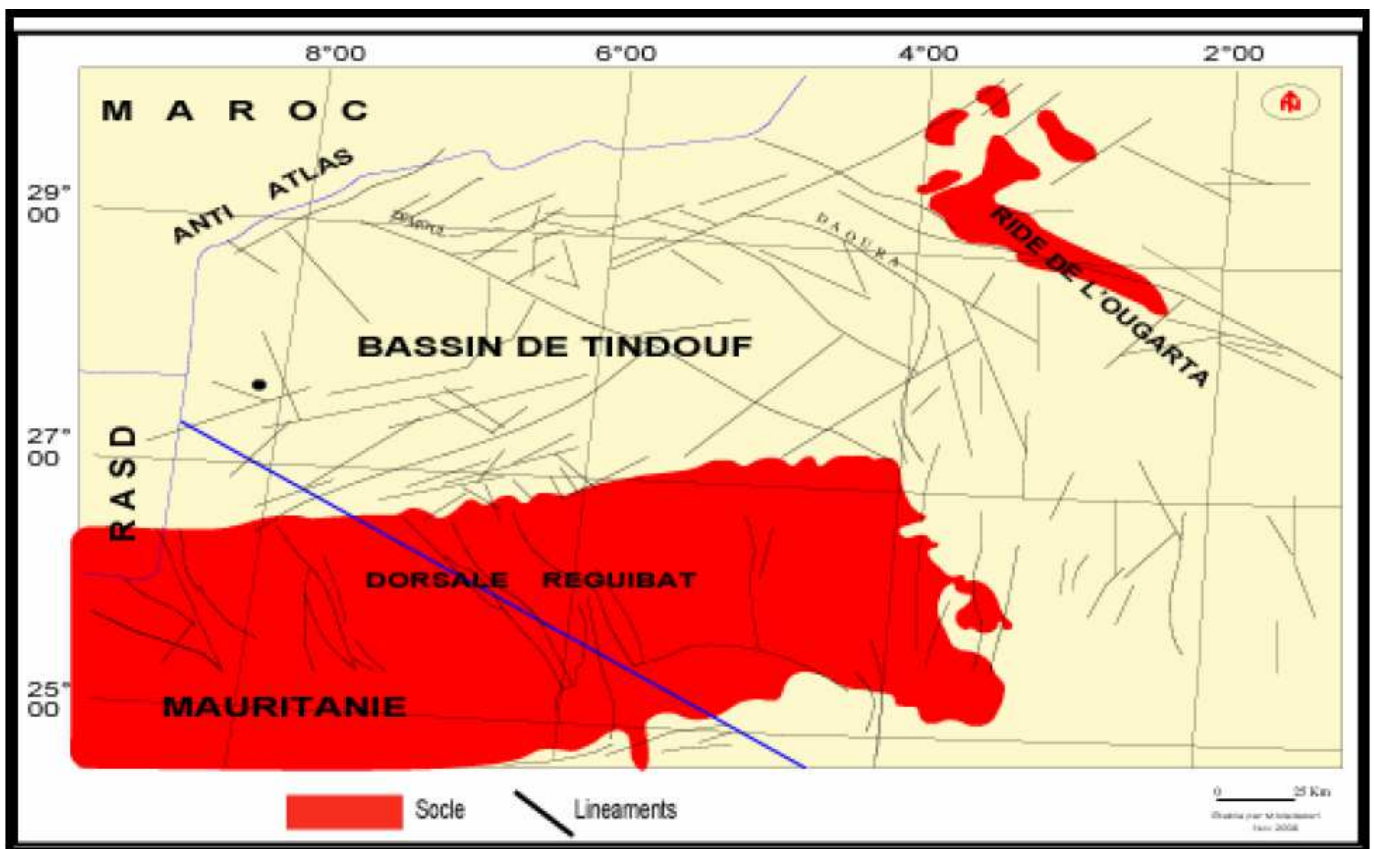 8°00 6°00 4°00 2°00
MAROC
ANTI ATLAS
29°
00
DAOURA
RIDE DE L'OUGARTA
BASSIN DE TINDOUF
27°
00
RASD
DORSALE REGUIBAT
25°
00
MAURITANIE
Socle
Lineaments
0 25 Km